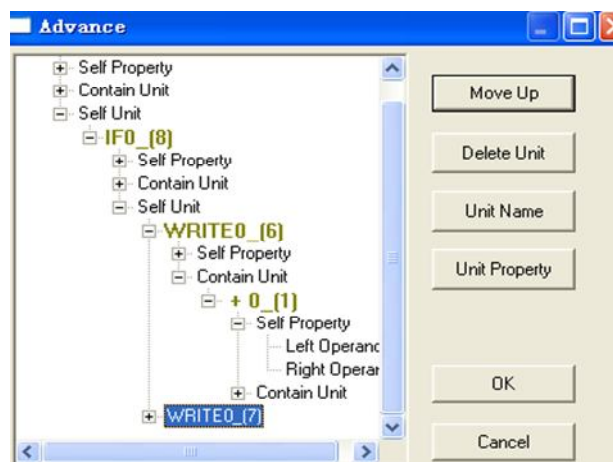 Advance
Self Property
Contain Unit
Self Unit
IF0_(8)
Self Property
Contain Unit
Self Unit
WRITE0_(6)
Self Property
Contain Unit
+ 0_(1)
Self Property
Left Operanc
Right Operar
Contain Unit
WRITE0_(7)
Move Up
Delete Unit
Unit Name
Unit Property
OK
Cancel